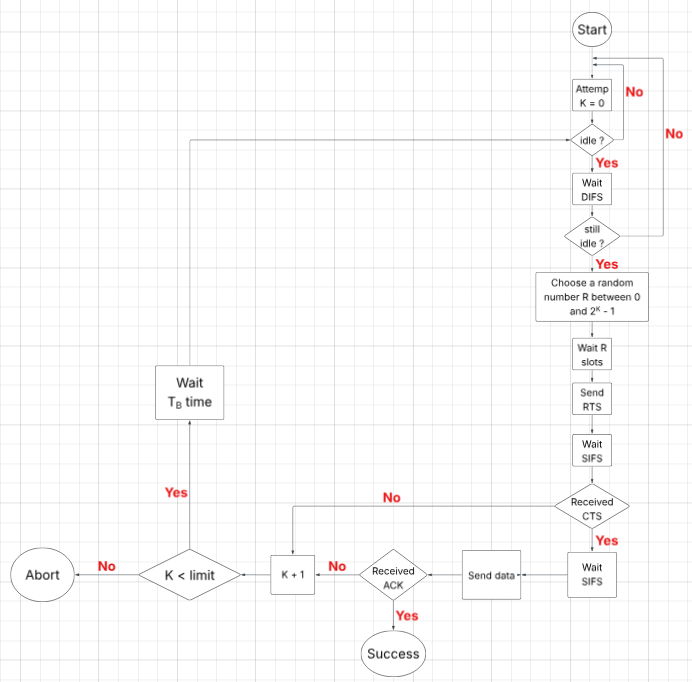 Start
Attemp
K = 0
No
No
idle ?
Yes
Wait
DIFS
still
idle ?
Yes
Choose a random
number R between 0
and 2ᴷ - 1
Wait R
slots
Wait
T_B time
Send
RTS
Wait
SIFS
Yes
No
Received
CTS
Yes
Abort
No
K < limit
K + 1
No
Received
ACK
Send data
Wait
SIFS
Yes
Success